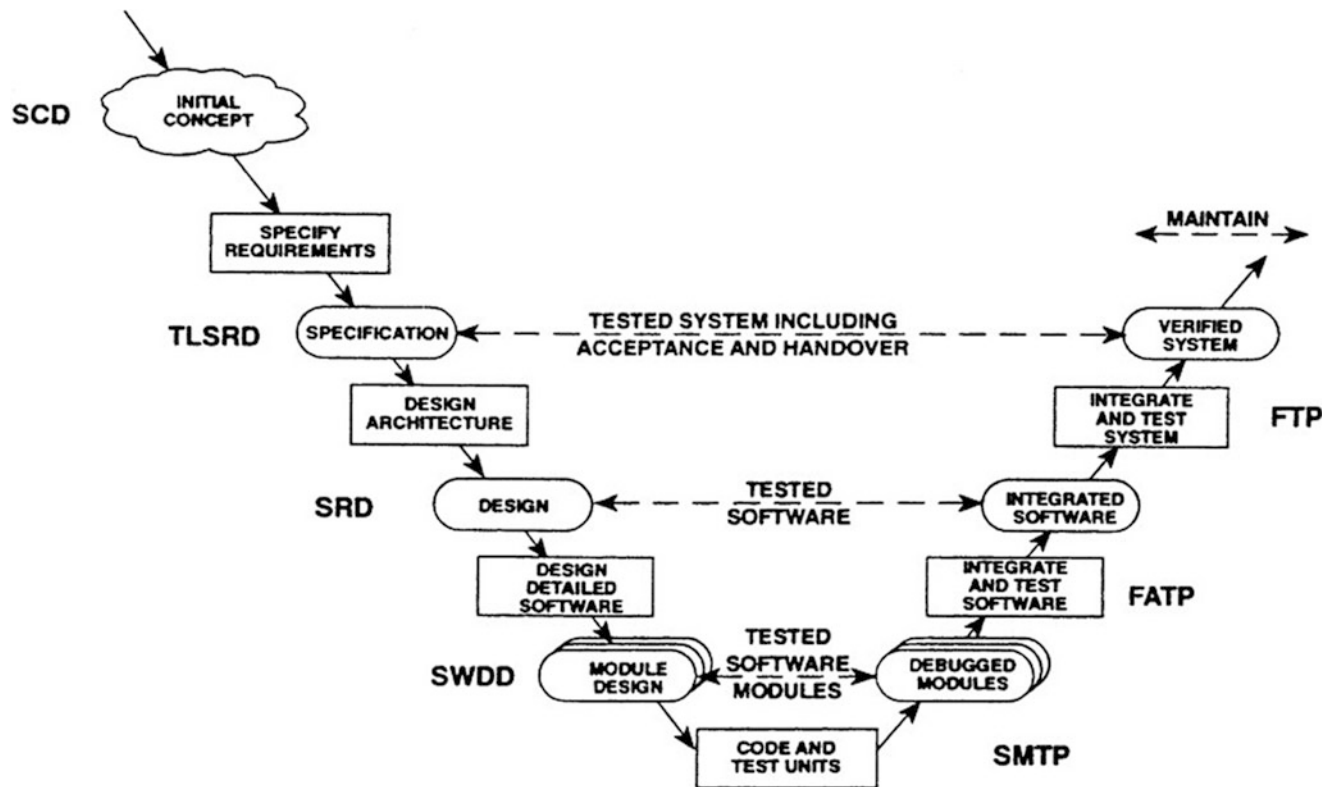 SCD
INITIAL
CONCEPT
SPECIFY
REQUIREMENTS
MAINTAIN
TLSRD
SPECIFICATION
TESTED SYSTEM INCLUDING
ACCEPTANCE AND HANDOVER
VERIFIED
SYSTEM
DESIGN
ARCHITECTURE
INTEGRATE
AND TEST
SYSTEM
FTP
SRD
DESIGN
TESTED
SOFTWARE
INTEGRATED
SOFTWARE
DESIGN
DETAILED
SOFTWARE
INTEGRATE
AND TEST
SOFTWARE
FATP
SWDD
MODULE
DESIGN
TESTED
SOFTWARE
MODULES
DEBUGGED
MODULES
CODE AND
TEST UNITS
SMTP